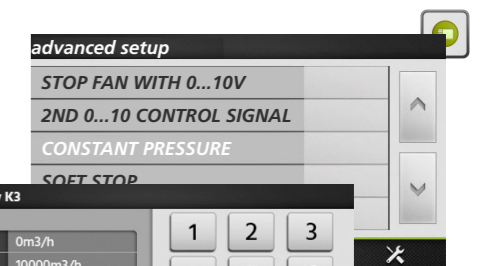 advanced setup
STOP FAN WITH 0...10V
2ND 0...10 CONTROL SIGNAL
CONSTANT PRESSURE
SOFT STOP
K3
1 2 3
0m3/h
10000m3/h